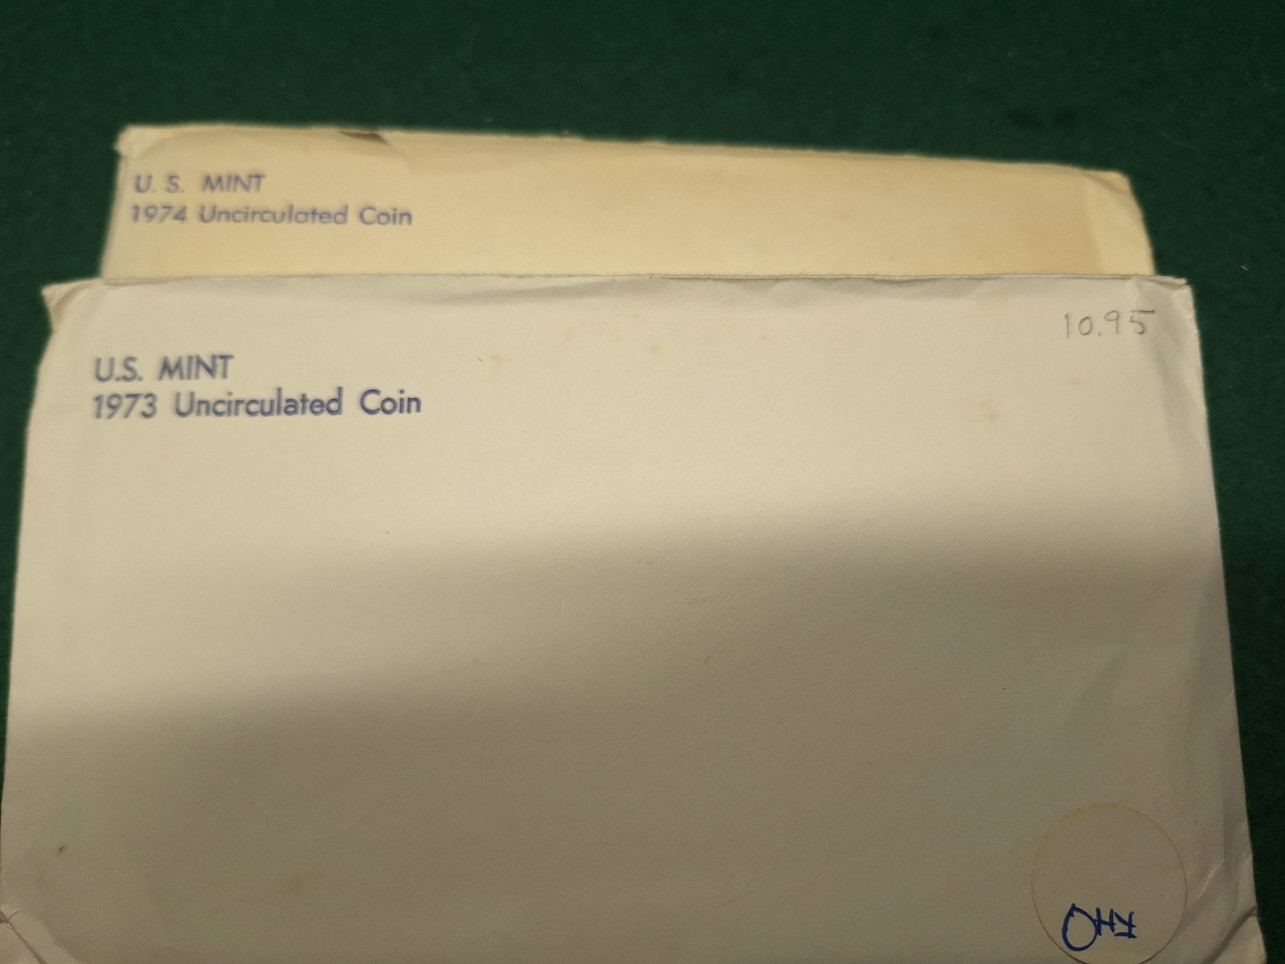 U. S. MINT
1974 Uncirculated Coin
10.95
U.S. MINT
1973 Uncirculated Coin